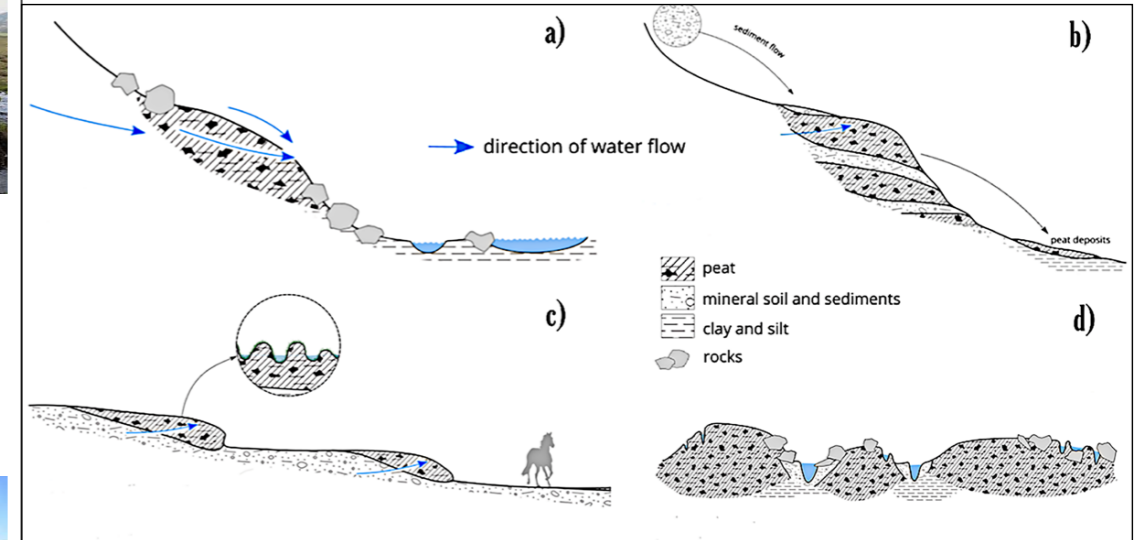 a)
direction of water flow
b)
sediment flow
peat deposits
peat
mineral soil and sediments
clay and silt
rocks
c)
d)